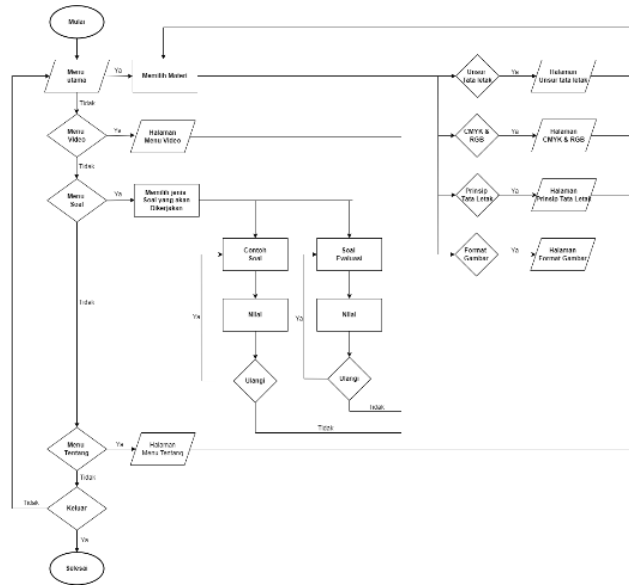 Mulai
Menu
utama
Ya
Memilih Materi
Tidak
Unsur
Tata letak
Ya
Halaman
Unsur tata letak
Menu
Video
Ya
Halaman
Menu Video
Tidak
CMYK &
RGB
Ya
Halaman
CMYK & RGB
Menu
Soal
Ya
Memilih jenis
Soal yang akan
Dikerjakan
Prinsip
Tata Letak
Ya
Halaman
Prinsip Tata Letak
Contoh
Soal
Soal
Evaluasi
Format
Gambar
Ya
Halaman
Format Gambar
Tidak
Ya
Nilai
Ya
Nilai
Ulangi
Ulangi
Tidak
Tidak
Menu
Tentang
Ya
Halaman
Menu Tentang
Tidak
Keluar
Tidak
Ya
Selesai